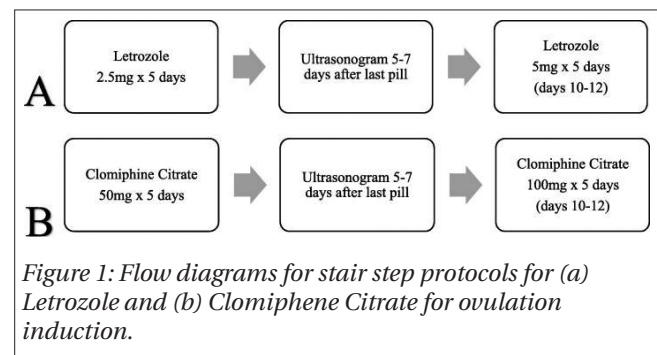 A
Letrozole
2.5mg x 5 days
Ultrasonogram 5-7
days after last pill
Letrozole
5mg x 5 days
(days 10-12)
B
Clomiphine Citrate
50mg x 5 days
Ultrasonogram 5-7
days after last pill
Clomiphine Citrate
100mg x 5 days
(days 10-12)
Figure 1: Flow diagrams for stair step protocols for (a)
Letrozole and (b) Clomiphene Citrate for ovulation
induction.